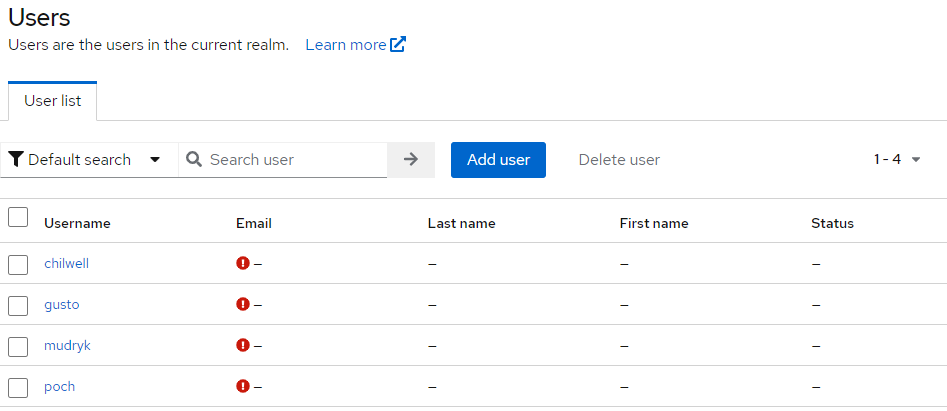 Users
Users are the users in the current realm. Learn more
User list
Default search Search user Add user Delete user 1 - 4
Username Email Last name First name Status
chilwell – – – –
gusto – – – –
mudryk – – – –
poch – – – –